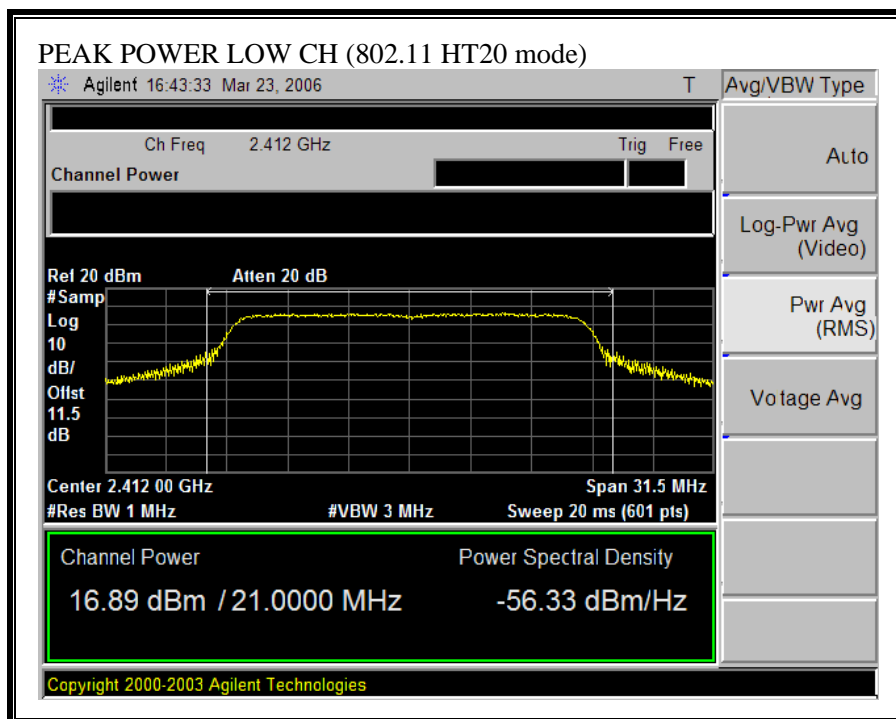 PEAK POWER LOW CH (802.11 HT20 mode)
Agilent 16:43:33 Mar 23, 2006 T
Avg/VBW Type
Ch Freq 2.412 GHz Trig Free
Channel Power
Auto
Log-Pwr Avg
(Video)
Ref 20 dBm Atten 20 dB
#Samp
Log
10
dB/
Offst
11.5
dB
Pwr Avg
(RMS)
Vo tage Avg
Center 2.412 00 GHz Span 31.5 MHz
#Res BW 1 MHz #VBW 3 MHz Sweep 20 ms (601 pts)
Channel Power Power Spectral Density
16.89 dBm / 21.0000 MHz -56.33 dBm/Hz
Copyright 2000-2003 Agilent Technologies